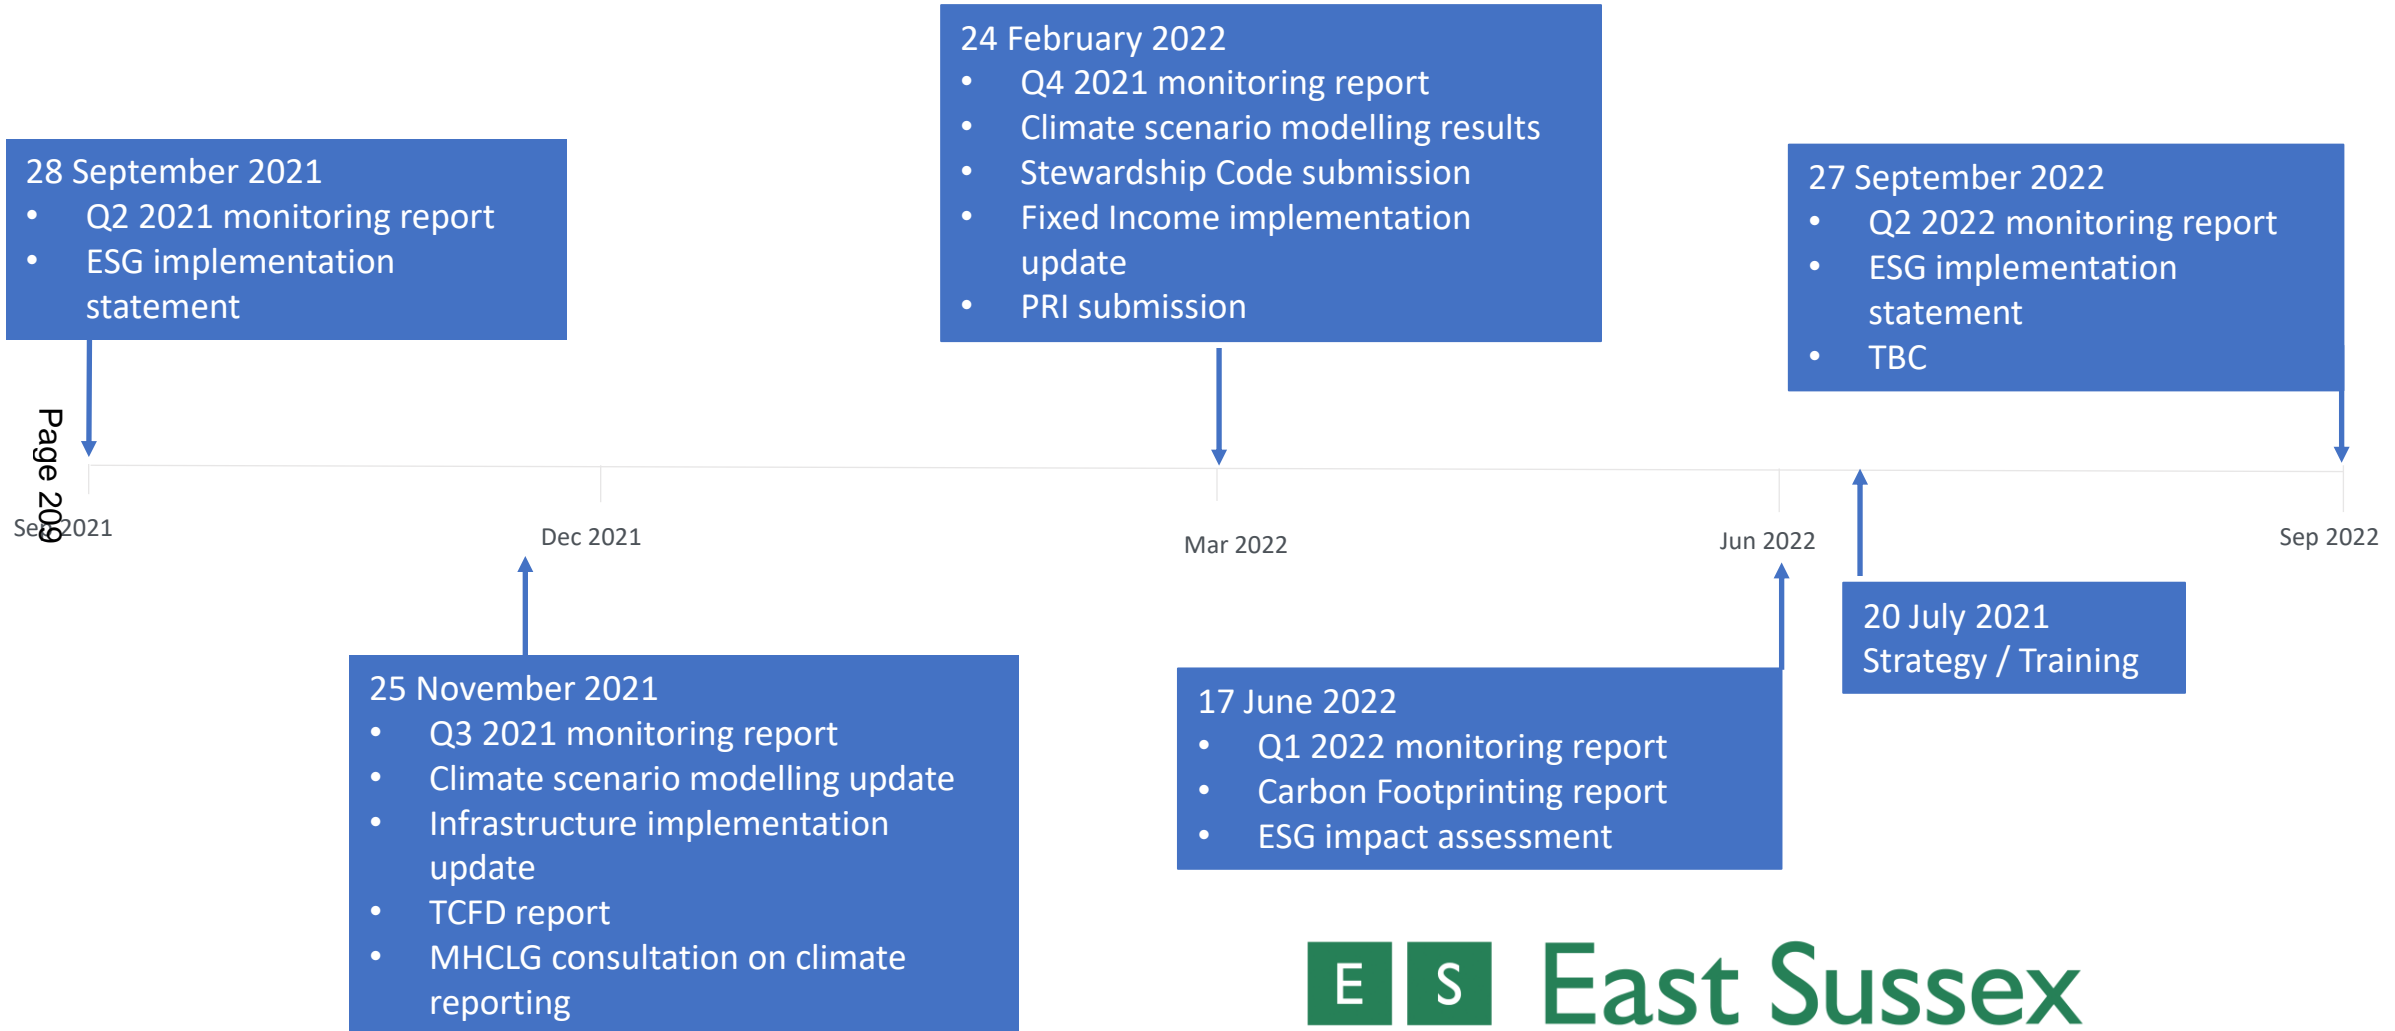 24 February 2022
• Q4 2021 monitoring report
• Climate scenario modelling results
• Stewardship Code submission
• Fixed Income implementation
update
• PRI submission
28 September 2021
• Q2 2021 monitoring report
• ESG implementation
statement
27 September 2022
• Q2 2022 monitoring report
• ESG implementation
statement
• TBC
Page 209
Sep 2021
Dec 2021
Mar 2022
Jun 2022
Sep 2022
25 November 2021
• Q3 2021 monitoring report
• Climate scenario modelling update
• Infrastructure implementation
update
• TCFD report
• MHCLG consultation on climate
reporting
17 June 2022
• Q1 2022 monitoring report
• Carbon Footprinting report
• ESG impact assessment
20 July 2021
Strategy / Training
E S East Sussex